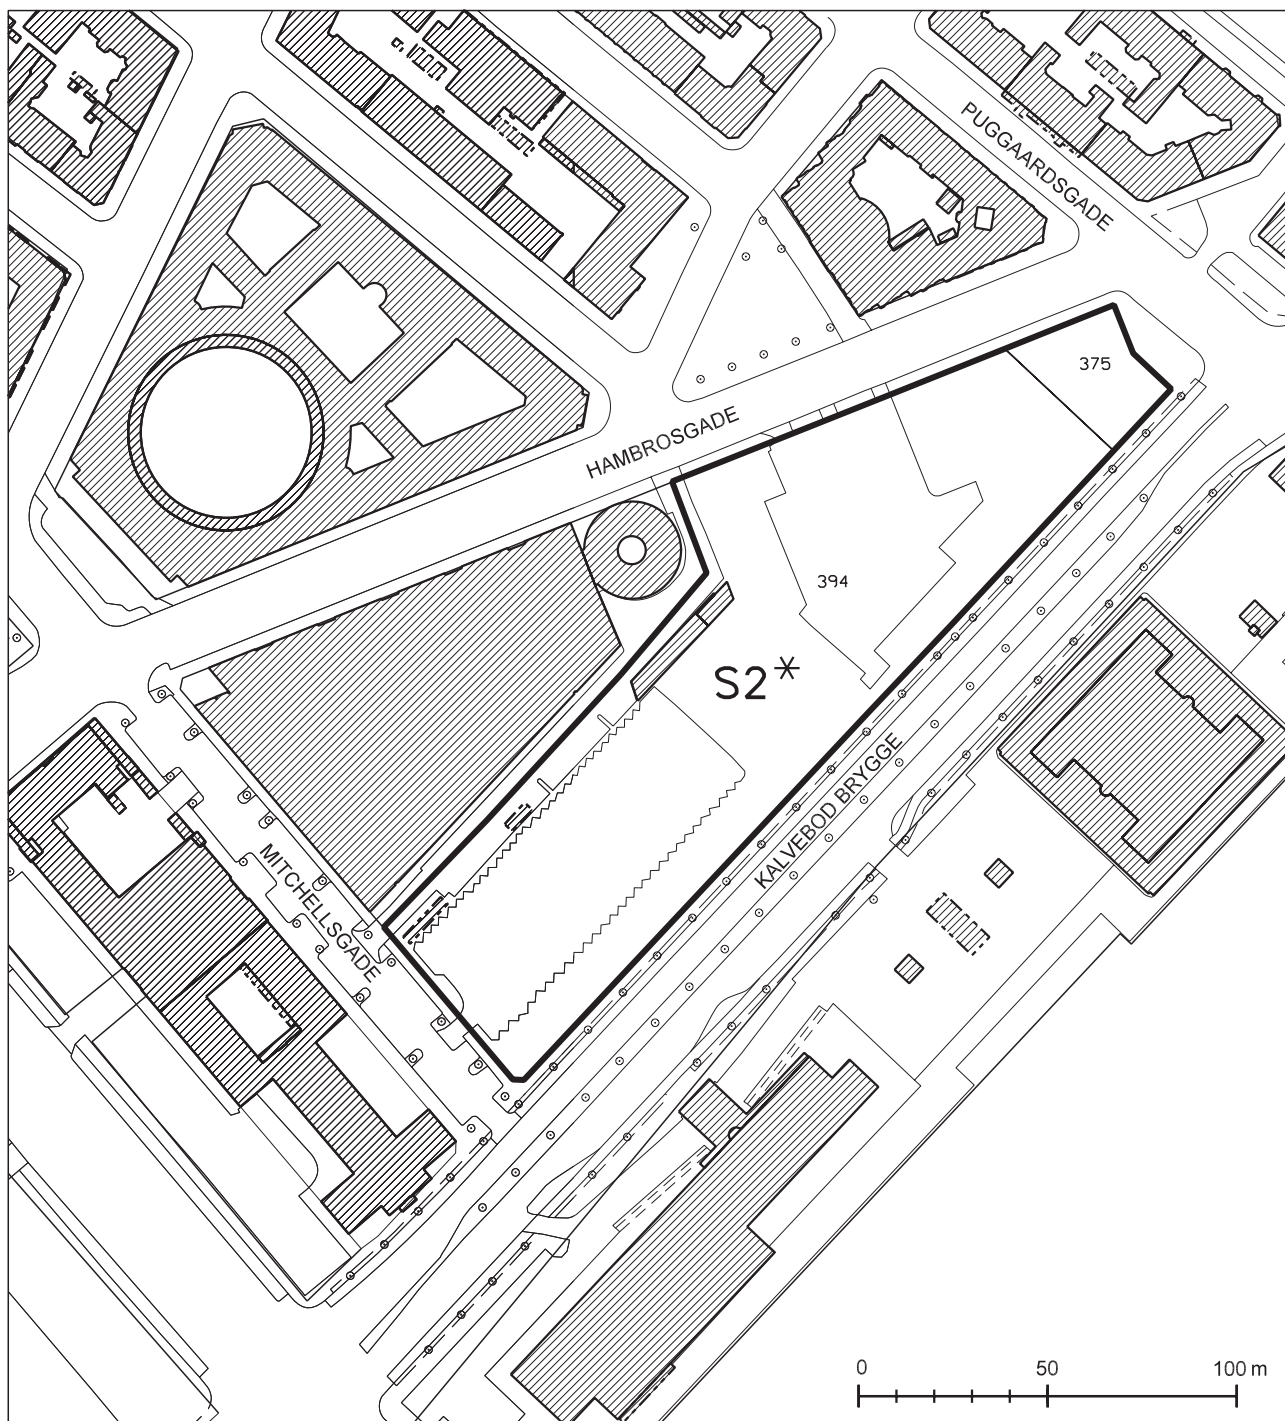 PUGGAARDSGADE
375
HAMBROSGADE
394
S2*
KALVEBOD BRYGGE
MITCHELLSGADE
0 50 100 m